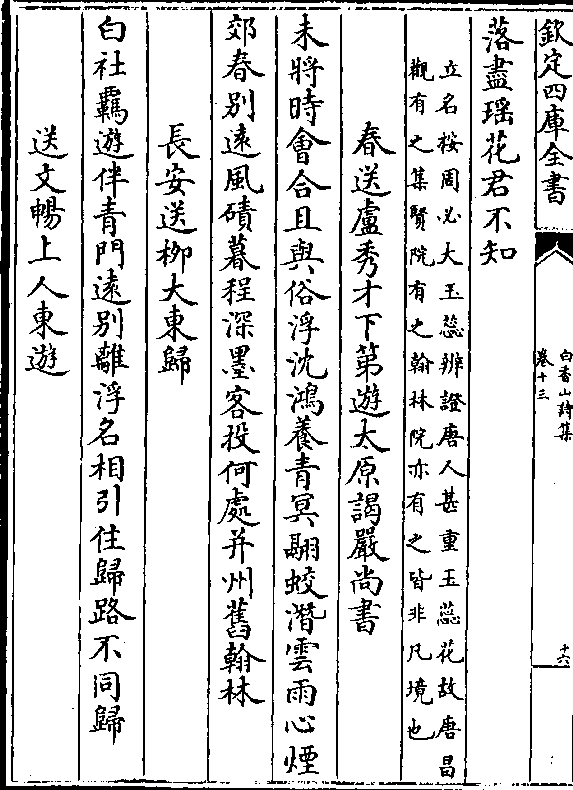 欽定四庫全書
白香山詩集
卷十三
十六
落盡瑶花君不知
立名桉周必大玉蕊辨證唐人甚重玉蕊花故唐昌
觀有之集賢院有之翰林院亦有之皆非凡境也
春送盧秀才下第遊太原謁嚴尚書
未將時會合且與俗浮沈鴻養青冥翮蛟潛雲雨心煙
郊春别遠風磧暮程深墨客投何處并州舊翰林
長安送柳大東歸
白社羇遊伴青門遠别離浮名相引住歸路不同歸
送文暢上人東遊